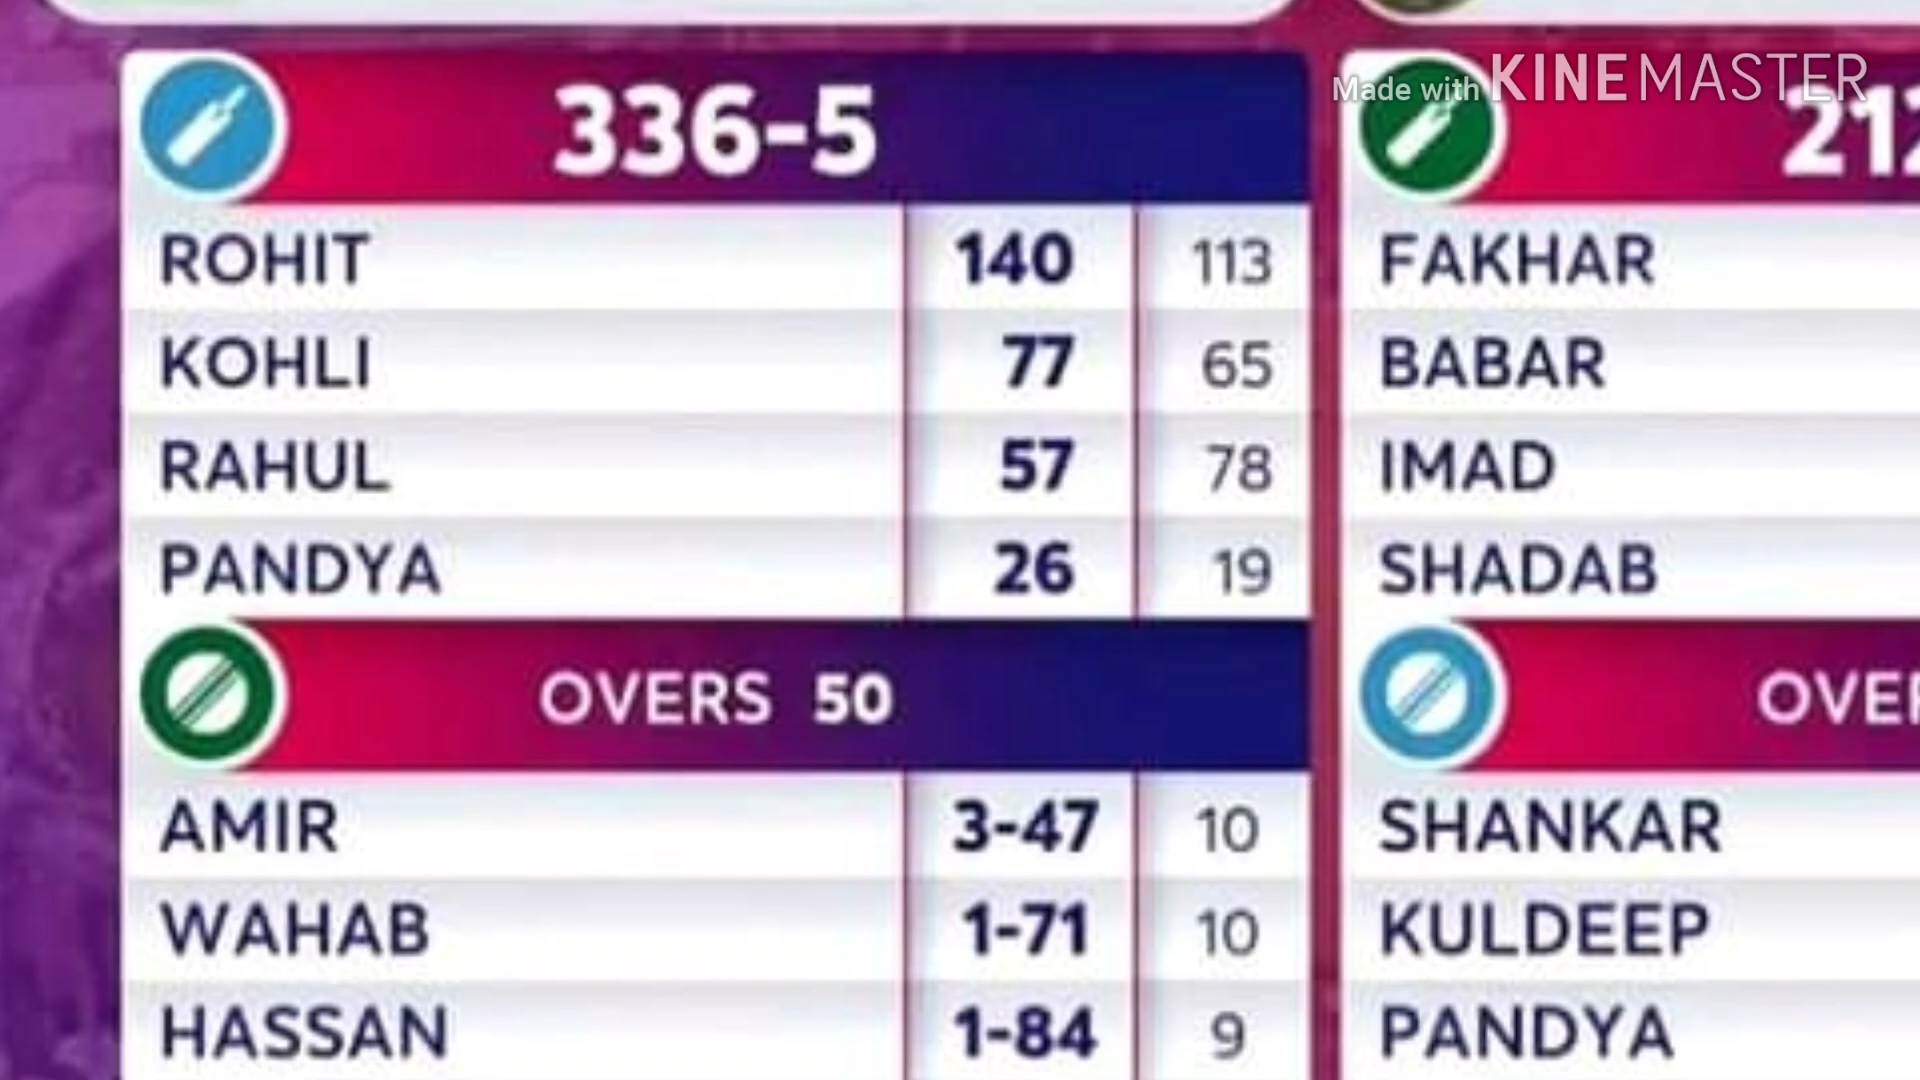 Made with KINEMASTER
336-5
ROHIT 140 113
KOHLI 77 65
RAHUL 57 78
PANDYA 26 19
OVERS 50
AMIR 3-47 10
WAHAB 1-71 10
HASSAN 1-84 9
FAKHAR
BABAR
IMAD
SHADAB
SHANKAR
KULDEEP
PANDYA